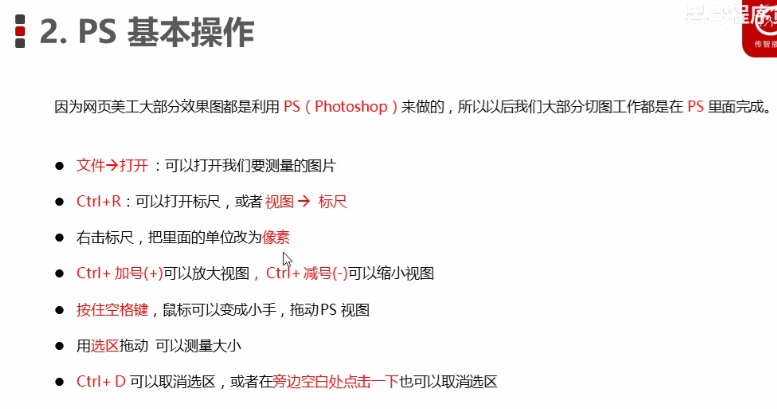 2. PS 基本操作
黑马程序员
传智播
因为网页美工大部分效果图都是利用 PS（Photoshop）来做的，所以以后我们大部分切图工作都是在 PS 里面完成。
● 文件→打开 ：可以打开我们要测量的图片
● Ctrl+R：可以打开标尺，或者 视图→ 标尺
● 右击标尺，把里面的单位改为像素
● Ctrl+ 加号(+)可以放大视图 ， Ctrl+ 减号(-)可以缩小视图
● 按住空格键，鼠标可以变成小手，拖动 PS 视图
● 用选区拖动 可以测量大小
● Ctrl+ D 可以取消选区，或者在旁边空白处点击一下也可以取消选区